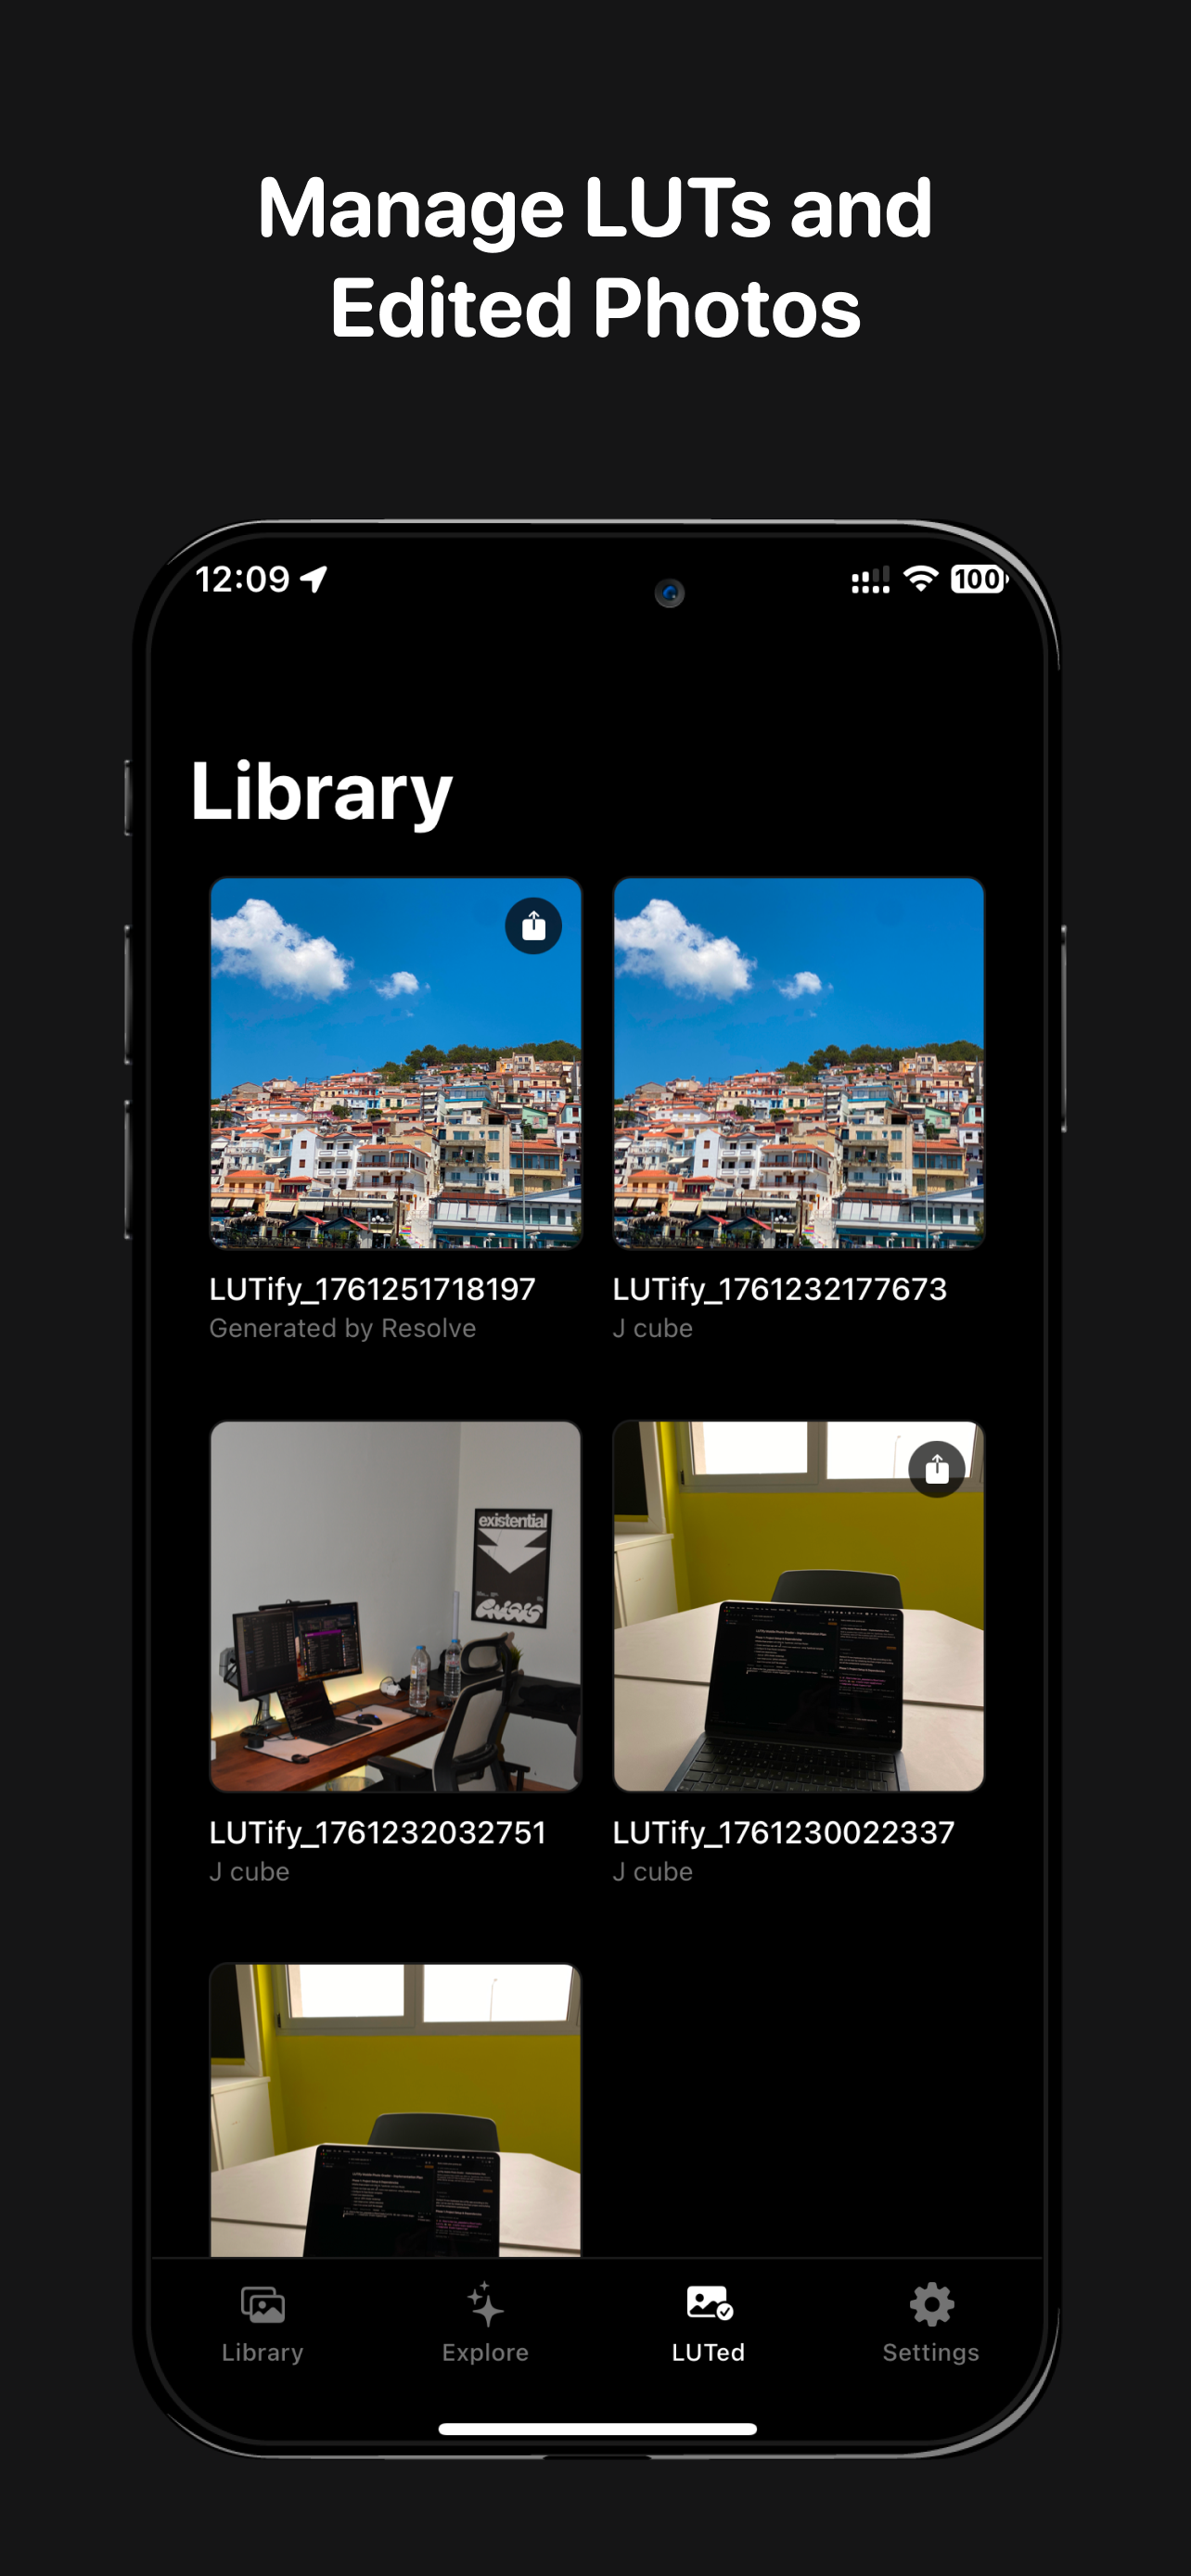 Manage LUTs and
Edited Photos
12:09
100
Library
LUTify_1761251718197
Generated by Resolve
LUTify_1761232177673
J cube
existential
crisis
LUTify_1761232032751
J cube
LUTify_1761230022337
J cube
Library
Explore
LUTed
Settings